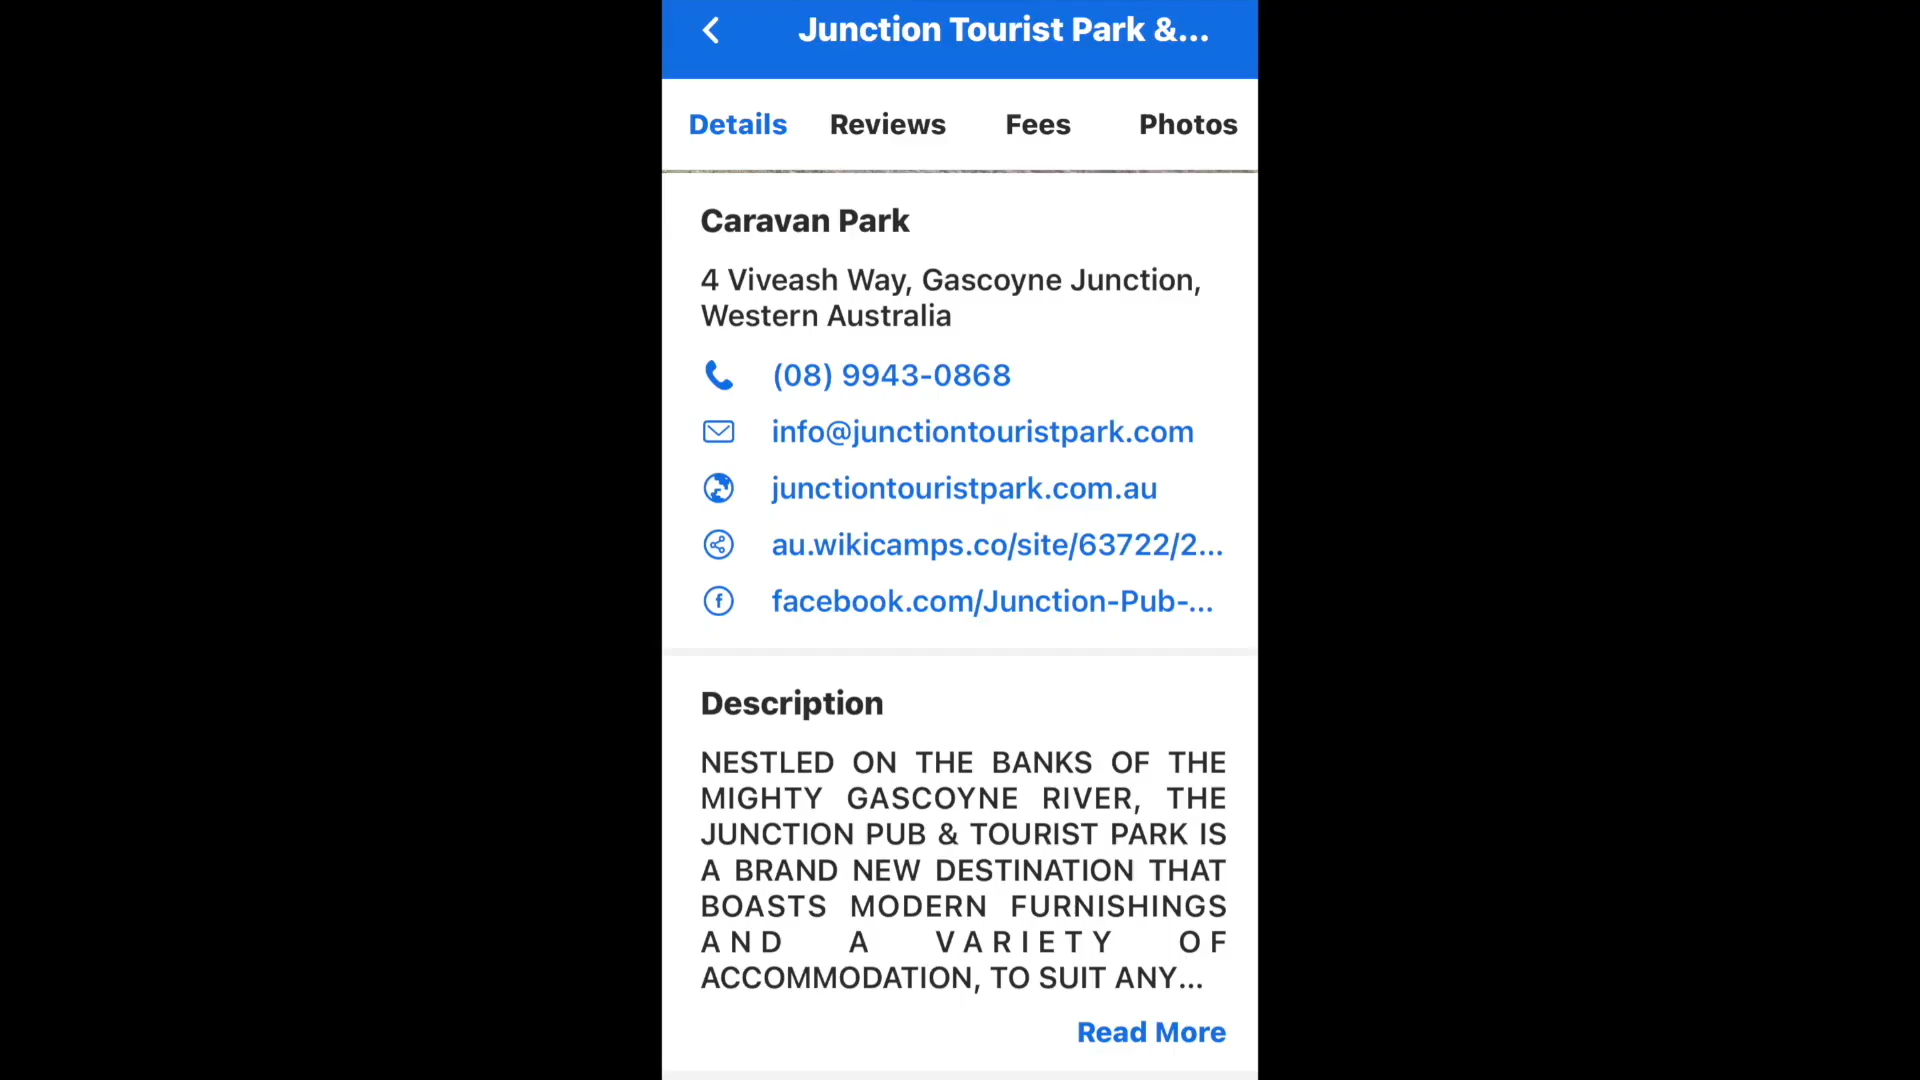 Junction Tourist Park &...
Details Reviews Fees Photos
Caravan Park
4 Viveash Way, Gascoyne Junction,
Western Australia
(08) 9943-0868
info@junctiontouristpark.com
junctiontouristpark.com.au
au.wikicamps.co/site/63722/2...
facebook.com/Junction-Pub-...
Description
NESTLED ON THE BANKS OF THE
MIGHTY GASCOYNE RIVER, THE
JUNCTION PUB & TOURIST PARK IS
A BRAND NEW DESTINATION THAT
BOASTS MODERN FURNISHINGS
AND A VARIETY OF
ACCOMMODATION, TO SUIT ANY...
Read More